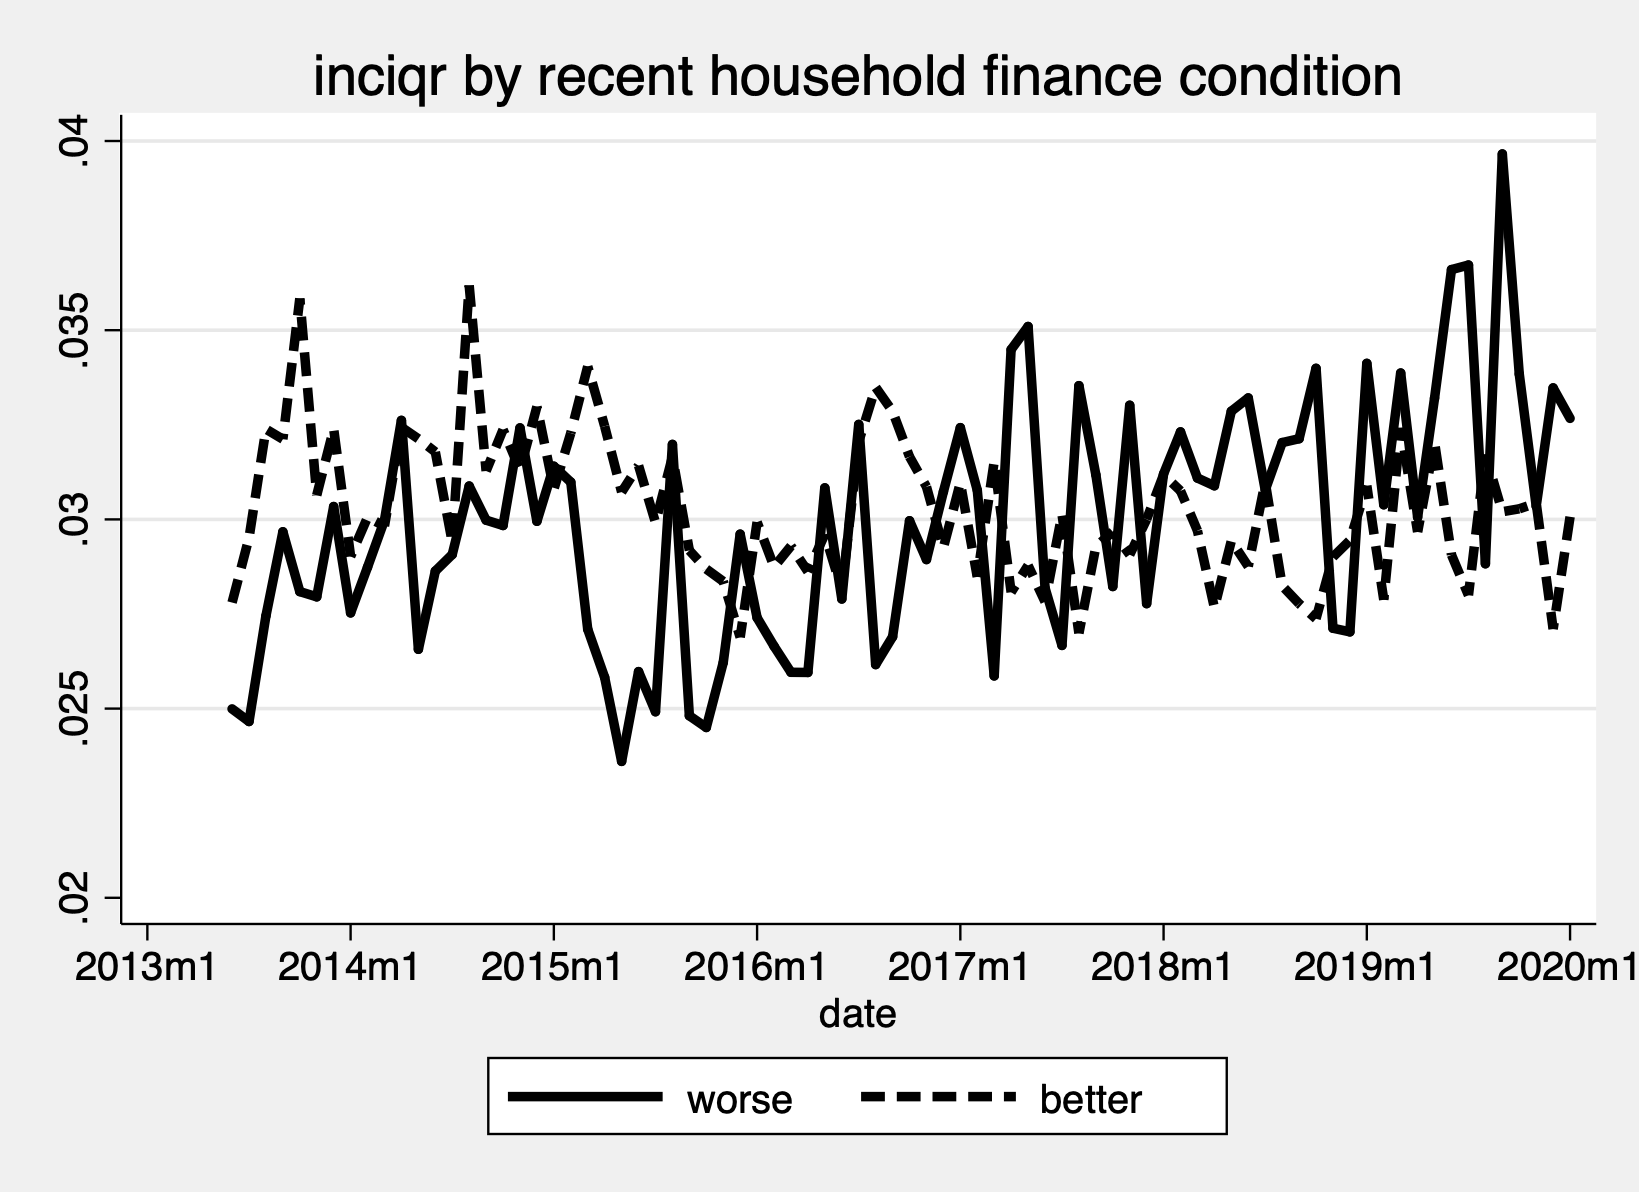 inciqr by recent household finance condition
.04
.035
.03
.025
.02
2013m1 2014m1 2015m1 2016m1 2017m1 2018m1 2019m1 2020m1
date
worse better